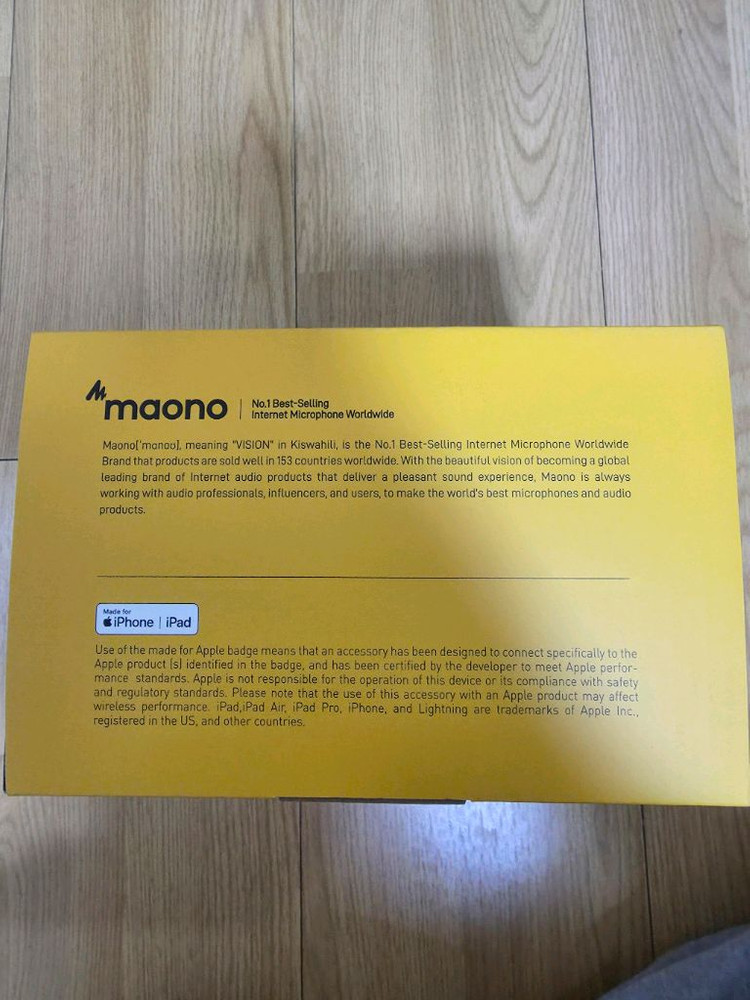 maono
No.1 Best-Selling
Internet Microphone Worldwide
Maono['mənoʊ], meaning "VISION" in Kiswahili, is the No.1 Best-Selling Internet Microphone Worldwide
Brand that products are sold well in 153 countries worldwide. With the beautiful vision of becoming a global
leading brand of Internet audio products that deliver a pleasant sound experience, Maono is always
working with audio professionals, influencers, and users, to make the world's best microphones and audio
products.
Made for
iPhone | iPad
Use of the made for Apple badge means that an accessory has been designed to connect specifically to the
Apple product (s) identified in the badge, and has been certified by the developer to meet Apple perfor-
mance standards. Apple is not responsible for the operation of this device or its compliance with safety
and regulatory standards. Please note that the use of this accessory with an Apple product may affect
wireless performance. iPad,iPad Air, iPad Pro, iPhone, and Lightning are trademarks of Apple Inc.,
registered in the US, and other countries.